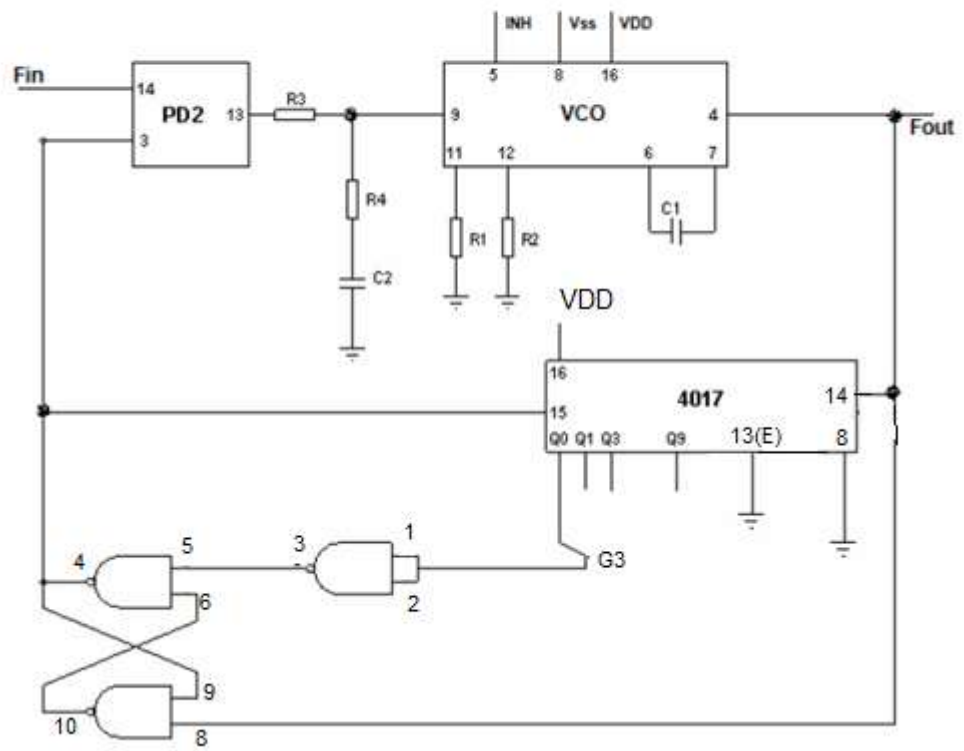 INH Vss VDD
Fin
14
PD2
13
3
R3
5 8 16
9
VCO
4
11 12 6 7
Fout
R4
R1
R2
C1
C2
VDD
16
4017
14
15
Q0 Q1 Q3 Q9 13(E) 8
G3
1
3
2
5
4
6
9
10
8